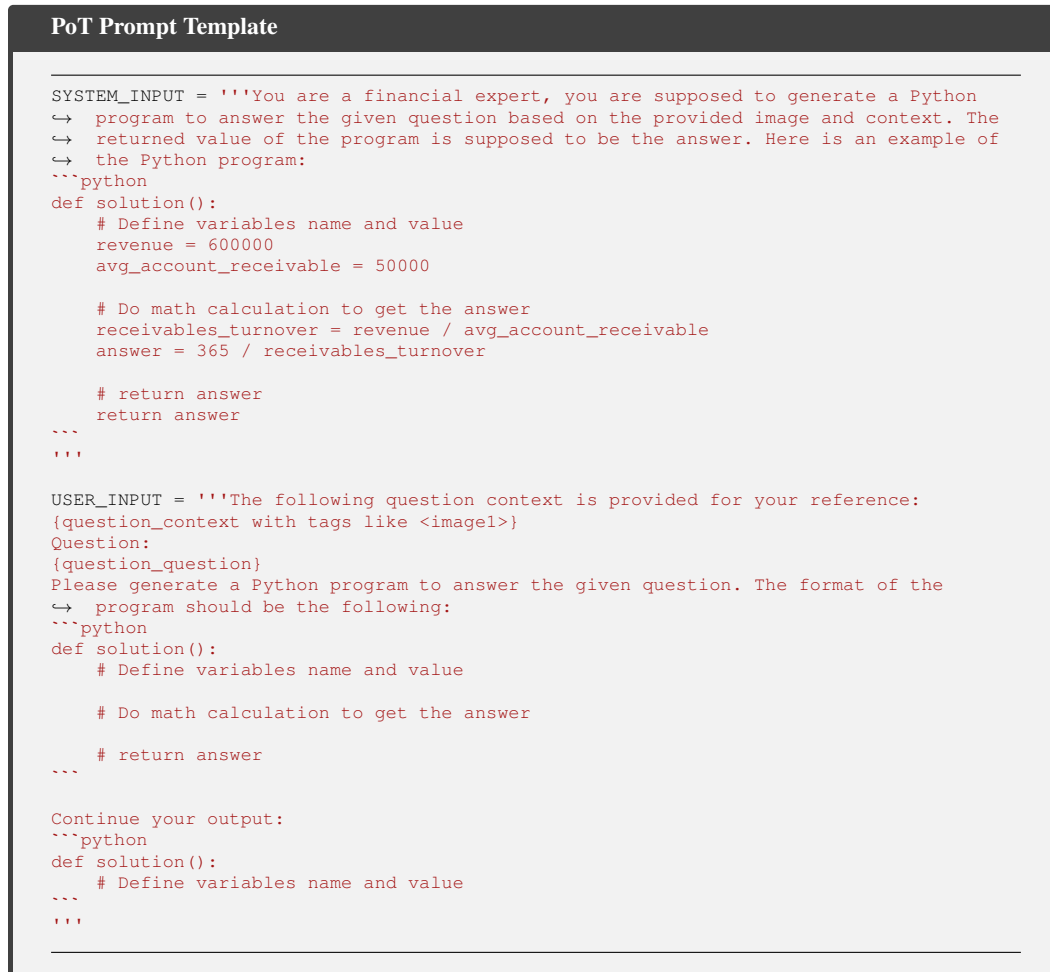 PoT Prompt Template
SYSTEM_INPUT = '''You are a financial expert, you are supposed to generate a Python
↪ program to answer the given question based on the provided image and context. The
↪ returned value of the program is supposed to be the answer. Here is an example of
↪ the Python program:
```python
def solution():
    # Define variables name and value
    revenue = 600000
    avg_account_receivable = 50000

    # Do math calculation to get the answer
    receivables_turnover = revenue / avg_account_receivable
    answer = 365 / receivables_turnover

    # return answer
    return answer
```
'''

USER_INPUT = '''The following question context is provided for your reference:
{question_context with tags like <image1>}
Question:
{question_question}
Please generate a Python program to answer the given question. The format of the
↪ program should be the following:
```python
def solution():
    # Define variables name and value

    # Do math calculation to get the answer

    # return answer
```

Continue your output:
```python
def solution():
    # Define variables name and value
```
'''